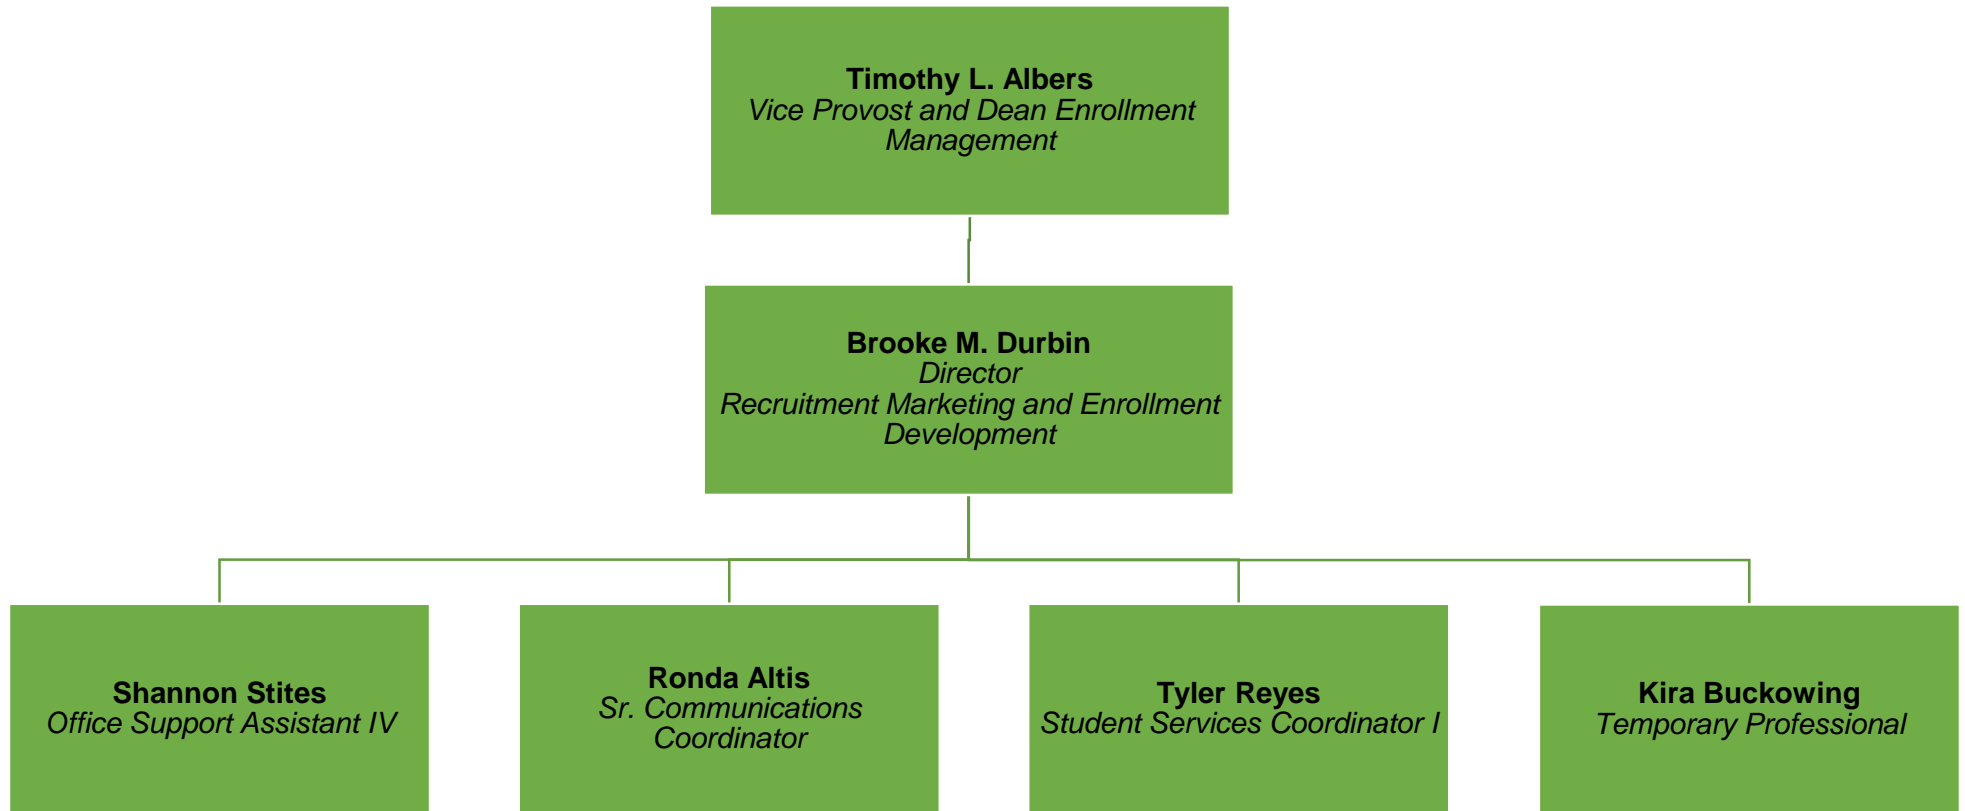 Timothy L. Albers
Vice Provost and Dean Enrollment
Management
Brooke M. Durbin
Director
Recruitment Marketing and Enrollment
Development
Shannon Stites
Office Support Assistant IV
Ronda Altis
Sr. Communications
Coordinator
Tyler Reyes
Student Services Coordinator I
Kira Buckowing
Temporary Professional